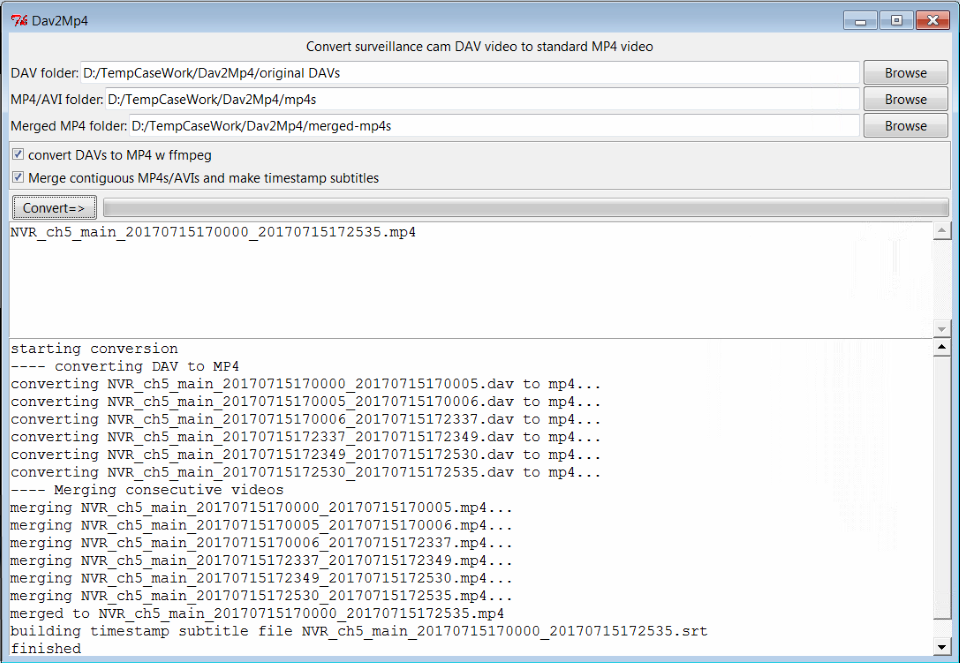 Dav2Mp4
Convert surveillance cam DAV video to standard MP4 video
DAV folder: D:/TempCaseWork/Dav2Mp4/original DAVs Browse
MP4/AVI folder: D:/TempCaseWork/Dav2Mp4/mp4s Browse
Merged MP4 folder: D:/TempCaseWork/Dav2Mp4/merged-mp4s Browse
convert DAVs to MP4 w ffmpeg
Merge contiguous MP4s/AVIs and make timestamp subtitles
Convert=>
NVR_ch5_main_20170715170000_20170715172535.mp4
starting conversion
---- converting DAV to MP4
converting NVR_ch5_main_20170715170000_20170715170005.dav to mp4...
converting NVR_ch5_main_20170715170005_20170715170006.dav to mp4...
converting NVR_ch5_main_20170715170006_20170715172337.dav to mp4...
converting NVR_ch5_main_20170715172337_20170715172349.dav to mp4...
converting NVR_ch5_main_20170715172349_20170715172530.dav to mp4...
converting NVR_ch5_main_20170715172530_20170715172535.dav to mp4...
---- Merging consecutive videos
merging NVR_ch5_main_20170715170000_20170715170005.mp4...
merging NVR_ch5_main_20170715170005_20170715170006.mp4...
merging NVR_ch5_main_20170715170006_20170715172337.mp4...
merging NVR_ch5_main_20170715172337_20170715172349.mp4...
merging NVR_ch5_main_20170715172349_20170715172530.mp4...
merging NVR_ch5_main_20170715172530_20170715172535.mp4...
merged to NVR_ch5_main_20170715170000_20170715172535.mp4
building timestamp subtitle file NVR_ch5_main_20170715170000_20170715172535.srt
finished